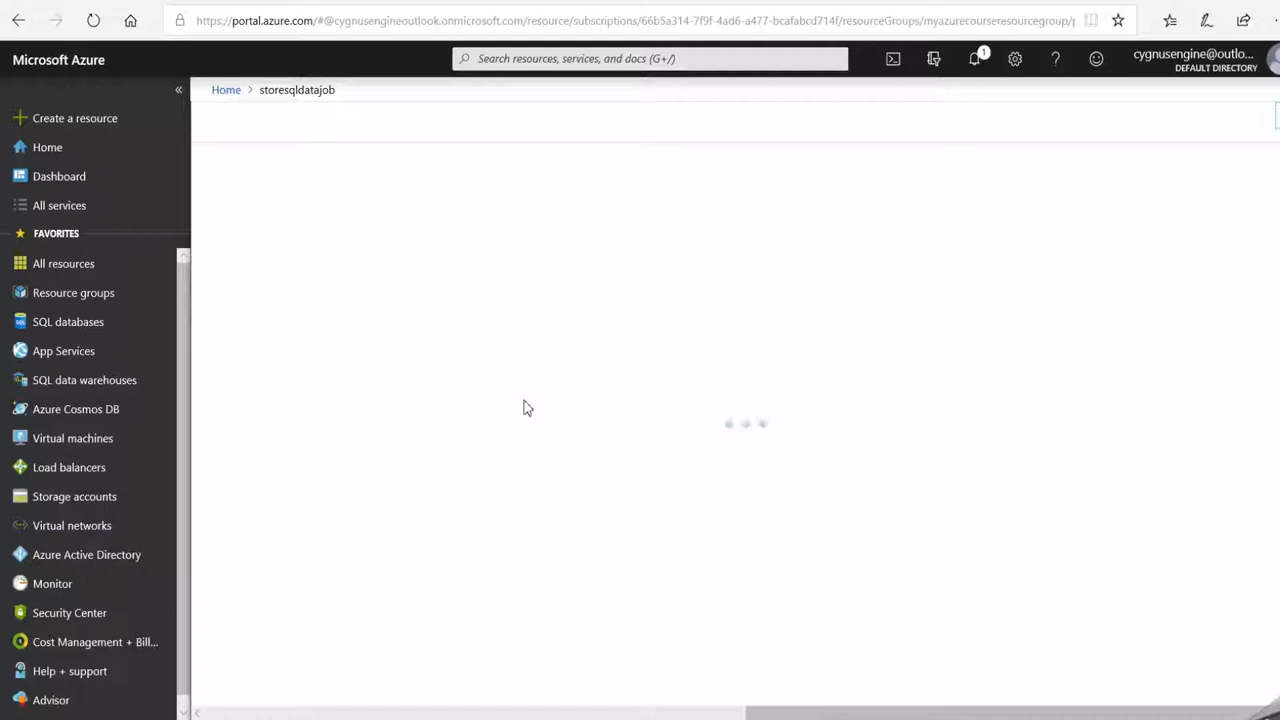 https://portal.azure.com/#@cygnusengineoutlook.onmicrosoft.com/resource/subscriptions/66b5a314-7f9f-4ad6-a477-bcafabcd714f/resourceGroups/myazurecourseresourcegroup/p
Microsoft Azure
Search resources, services, and docs (G+/)
1
cygnusengine@outlo...
DEFAULT DIRECTORY
« Home > storesqldatajob
Create a resource
Home
Dashboard
All services
FAVORITES
All resources
Resource groups
SQL databases
App Services
SQL data warehouses
Azure Cosmos DB
Virtual machines
Load balancers
Storage accounts
Virtual networks
Azure Active Directory
Monitor
Security Center
Cost Management + Bill...
Help + support
Advisor